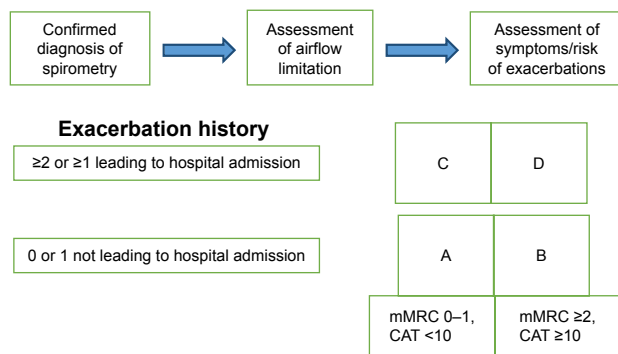 Confirmed
diagnosis of
spirometry
Assessment
of airflow
limitation
Assessment of
symptoms/risk
of exacerbations
Exacerbation history
≥2 or ≥1 leading to hospital admission
C
D
0 or 1 not leading to hospital admission
A
B
mMRC 0–1,
CAT <10
mMRC ≥2,
CAT ≥10